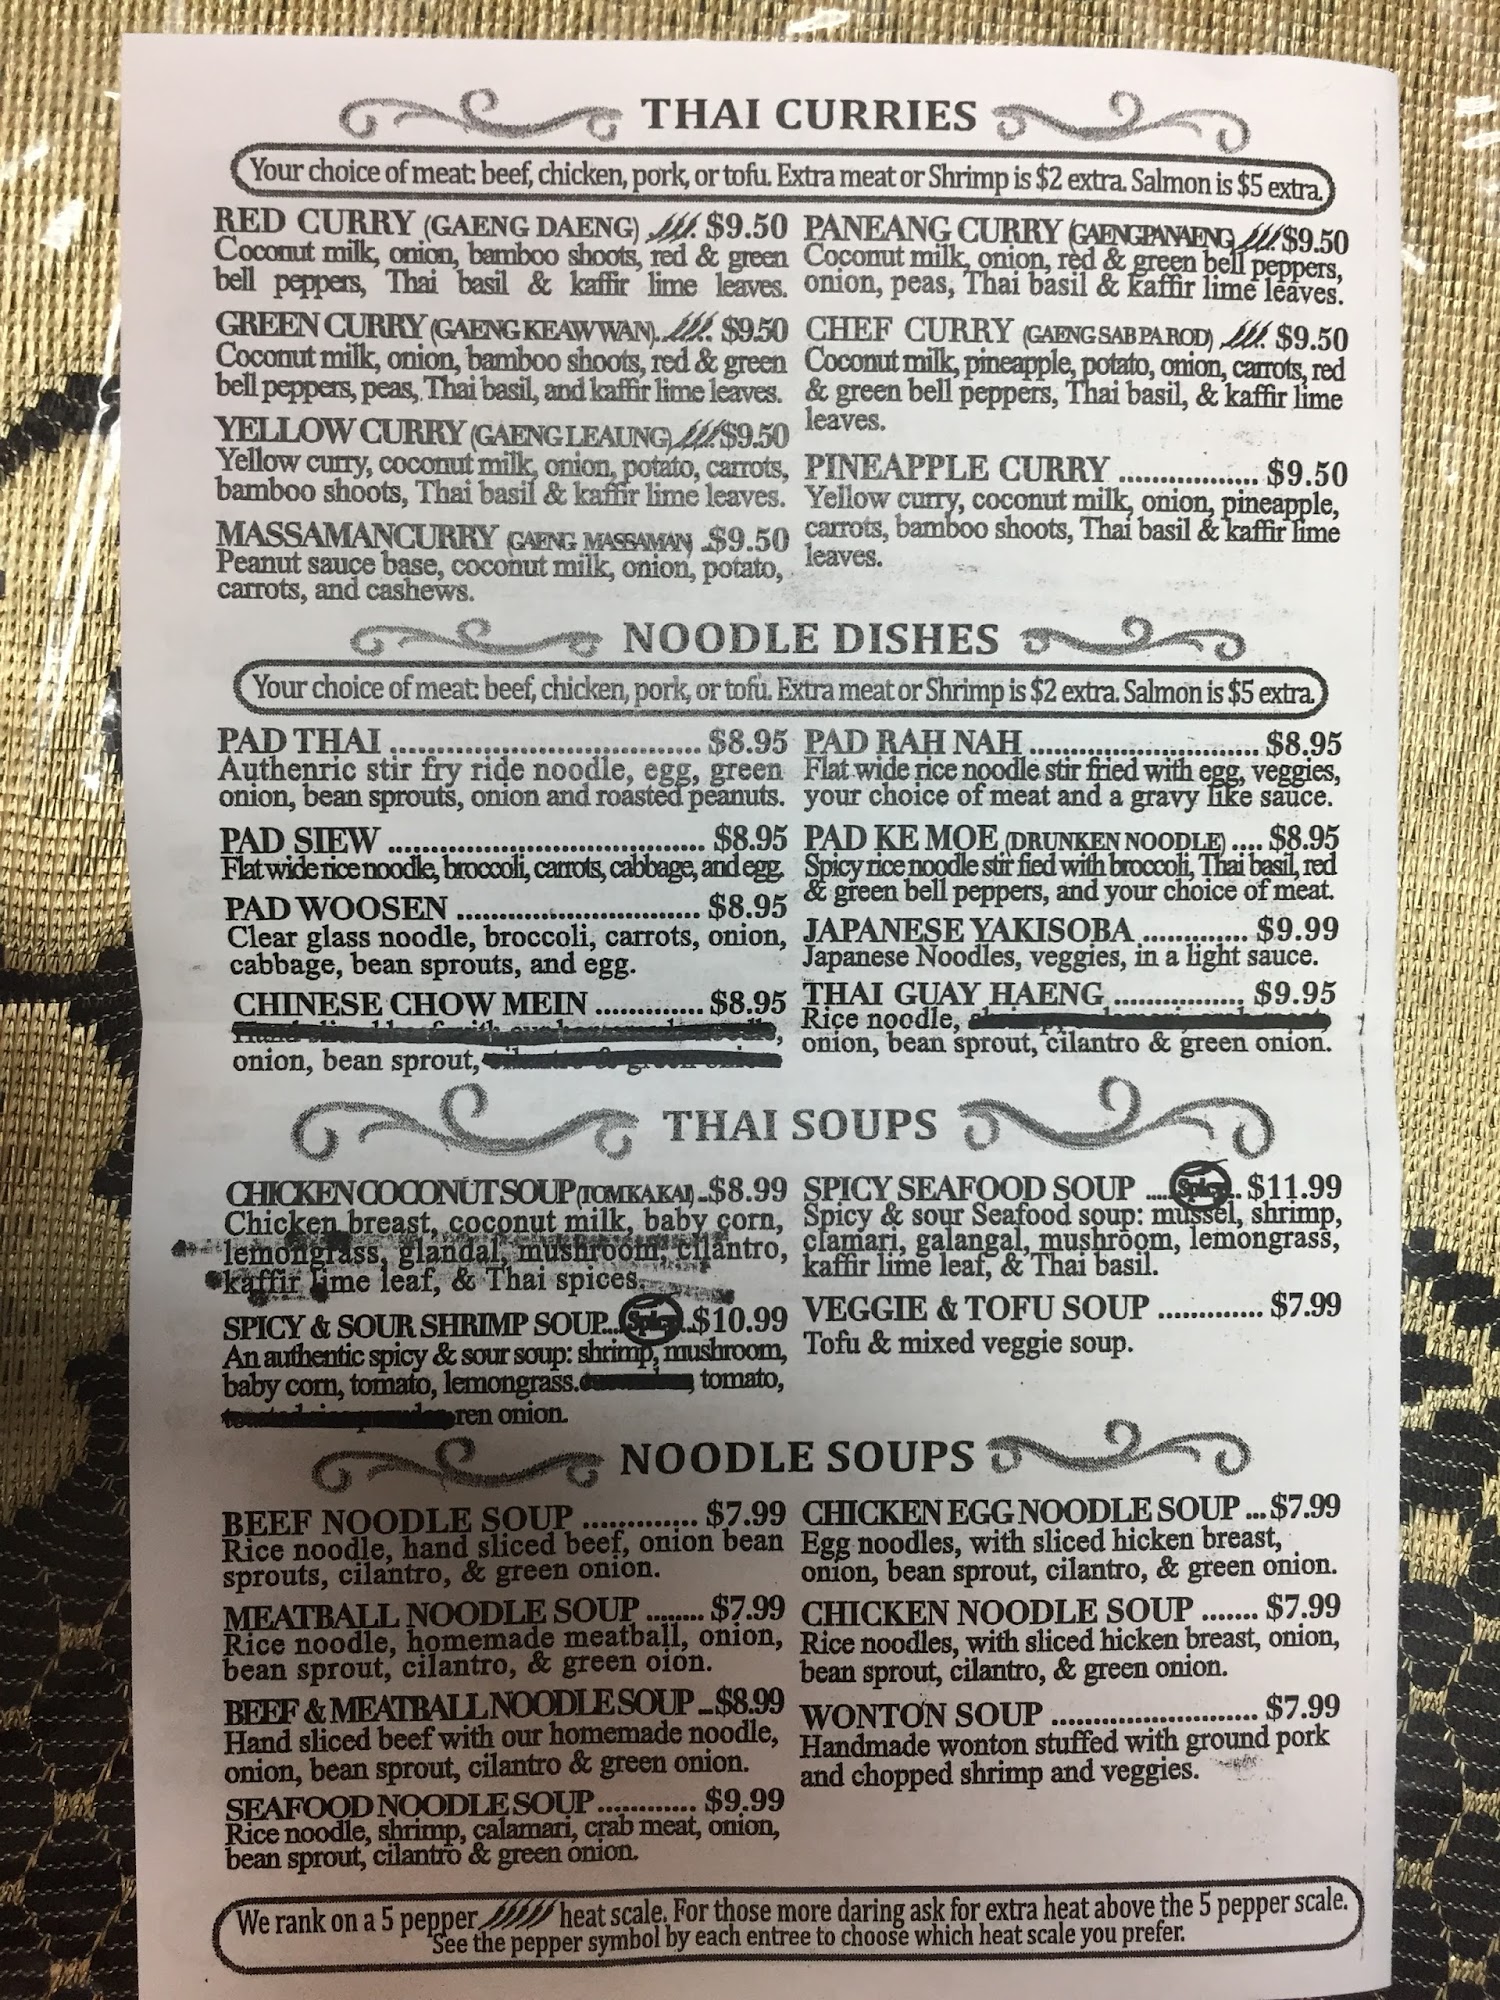 THAI CURRIES
Your choice of meat: beef, chicken, pork, or tofu. Extra meat or Shrimp is $2 extra. Salmon is $5 extra.
RED CURRY (GAENG DAENG) $9.50
Coconut milk, onion, bamboo shoots, red & green
bell peppers, Thai basil & kaffir lime leaves.
GREEN CURRY (GAENG KEAW WAN) $9.50
Coconut milk, onion, bamboo shoots, red & green
bell peppers, peas, Thai basil, and kaffir lime leaves.
YELLOW CURRY (GAENG LEAUNG) $9.50
Yellow curry, coconut milk, onion, potato, carrots,
bamboo shoots, Thai basil & kaffir lime leaves.
MASSAMANCURRY (GAENG MASSAMAN) $9.50
Peanut sauce base, coconut milk, onion, potato,
carrots, and cashews.
PANEANG CURRY (GAENGPANAENG) $9.50
Coconut milk, onion, red & green bell peppers,
onion, peas, Thai basil & kaffir lime leaves.
CHEF CURRY (GAENG SAB PA ROD) $9.50
Coconut milk, pineapple, potato, onion, carrots, red
& green bell peppers, Thai basil, & kaffir lime
leaves.
PINEAPPLE CURRY ................. $9.50
Yellow curry, coconut milk, onion, pineapple,
carrots, bamboo shoots, Thai basil & kaffir lime
leaves.
NOODLE DISHES
Your choice of meat: beef, chicken, pork, or tofu. Extra meat or Shrimp is $2 extra. Salmon is $5 extra.
PAD THAI .................................. $8.95
Authenric stir fry ride noodle, egg, green
onion, bean sprouts, onion and roasted peanuts.
PAD SIEW .................................. $8.95
Flat wide rice noodle, broccoli, carrots, cabbage, and egg.
PAD WOOSEN ............................ $8.95
Clear glass noodle, broccoli, carrots, onion,
cabbage, bean sprouts, and egg.
CHINESE CHOW MEIN ............. $8.95
onion, bean sprout,
PAD RAH NAH ........................... $8.95
Flat wide rice noodle stir fried with egg, veggies,
your choice of meat and a gravy like sauce.
PAD KE MOE (DRUNKEN NOODLE) .... $8.95
Spicy rice noodle stir fied with broccoli, Thai basil, red
& green bell peppers, and your choice of meat.
JAPANESE YAKISOBA ............. $9.99
Japanese Noodles, veggies, in a light sauce.
THAI GUAY HAENG ................ $9.95
Rice noodle,
onion, bean sprout, cilantro & green onion.
THAI SOUPS
CHICKEN COCONUT SOUP (TOMKAKAI) ..$8.99
Chicken breast, coconut milk, baby corn,
lemongrass, glandal, mushroom, cilantro,
kaffir lime leaf, & Thai spices.
SPICY & SOUR SHRIMP SOUP... Spicy ..$10.99
An authentic spicy & sour soup: shrimp, mushroom,
baby corn, tomato, lemongrass. , tomato,
ren onion.
SPICY SEAFOOD SOUP ..... Spicy .. $11.99
Spicy & sour Seafood soup: mussel, shrimp,
clamari, galangal, mushroom, lemongrass,
kaffir lime leaf, & Thai basil.
VEGGIE & TOFU SOUP ............. $7.99
Tofu & mixed veggie soup.
NOODLE SOUPS
BEEF NOODLE SOUP .............. $7.99
Rice noodle, hand sliced beef, onion bean
sprouts, cilantro, & green onion.
MEATBALL NOODLE SOUP ........ $7.99
Rice noodle, homemade meatball, onion,
bean sprout, cilantro, & green oion.
BEEF & MEATBALL NOODLE SOUP ..$8.99
Hand sliced beef with our homemade noodle,
onion, bean sprout, cilantro & green onion.
SEAFOOD NOODLE SOUP ............ $9.99
Rice noodle, shrimp, calamari, crab meat, onion,
bean sprout, cilantro & green onion.
CHICKEN EGG NOODLE SOUP ...$7.99
Egg noodles, with sliced hicken breast,
onion, bean sprout, cilantro, & green onion.
CHICKEN NOODLE SOUP ....... $7.99
Rice noodles, with sliced hicken breast, onion,
bean sprout, cilantro, & green onion.
WONTON SOUP ......................... $7.99
Handmade wonton stuffed with ground pork
and chopped shrimp and veggies.
We rank on a 5 pepper heat scale. For those more daring ask for extra heat above the 5 pepper scale.
See the pepper symbol by each entree to choose which heat scale you prefer.